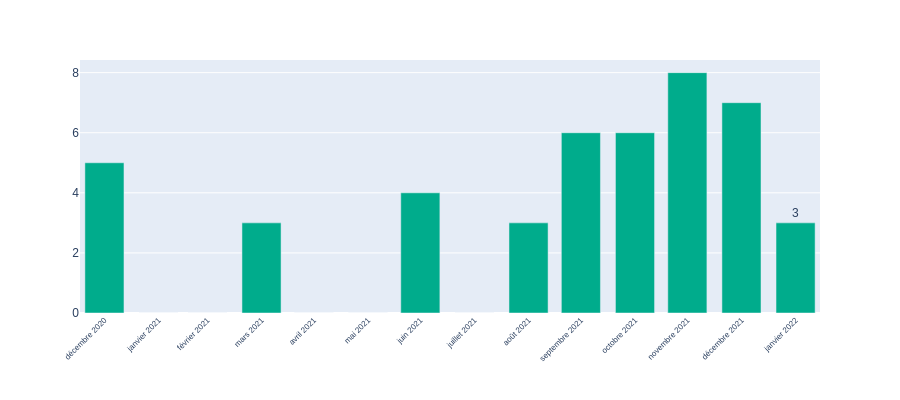 8
6
4
2
0
3
décembre 2020
janvier 2021
février 2021
mars 2021
avril 2021
mai 2021
juin 2021
juillet 2021
août 2021
septembre 2021
octobre 2021
novembre 2021
décembre 2021
janvier 2022